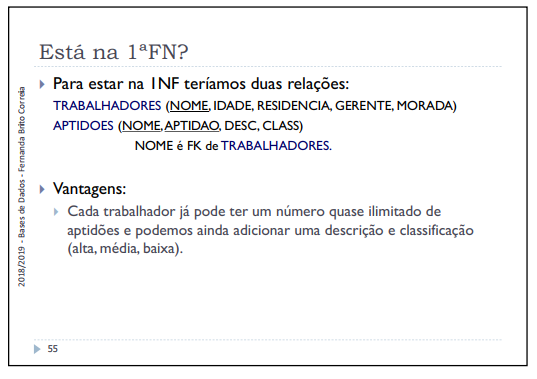 Está na 1ªFN?
Para estar na 1NF teríamos duas relações:
TRABALHADORES (NOME, IDADE, RESIDENCIA, GERENTE, MORADA)
APTIDOES (NOME, APTIDAO, DESC, CLASS)
NOME é FK de TRABALHADORES.
Vantagens:
Cada trabalhador já pode ter um número quase ilimitado de
aptidões e podemos ainda adicionar uma descrição e classificação
(alta, média, baixa).
2018/2019 - Bases de Dados - Fernanda Brito Correia
55